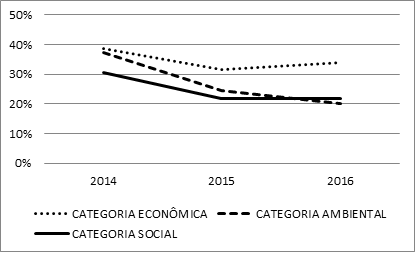 50%
40%
30%
20%
10%
0%
2014 2015 2016
CATEGORIA ECONÔMICA CATEGORIA AMBIENTAL
CATEGORIA SOCIAL